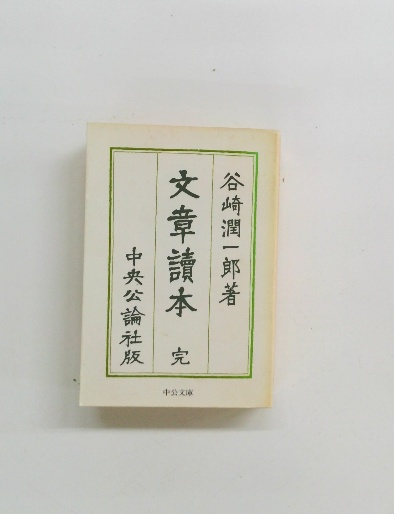 谷崎潤一郎著
文章讀本 完
中央公論社版
中公文庫